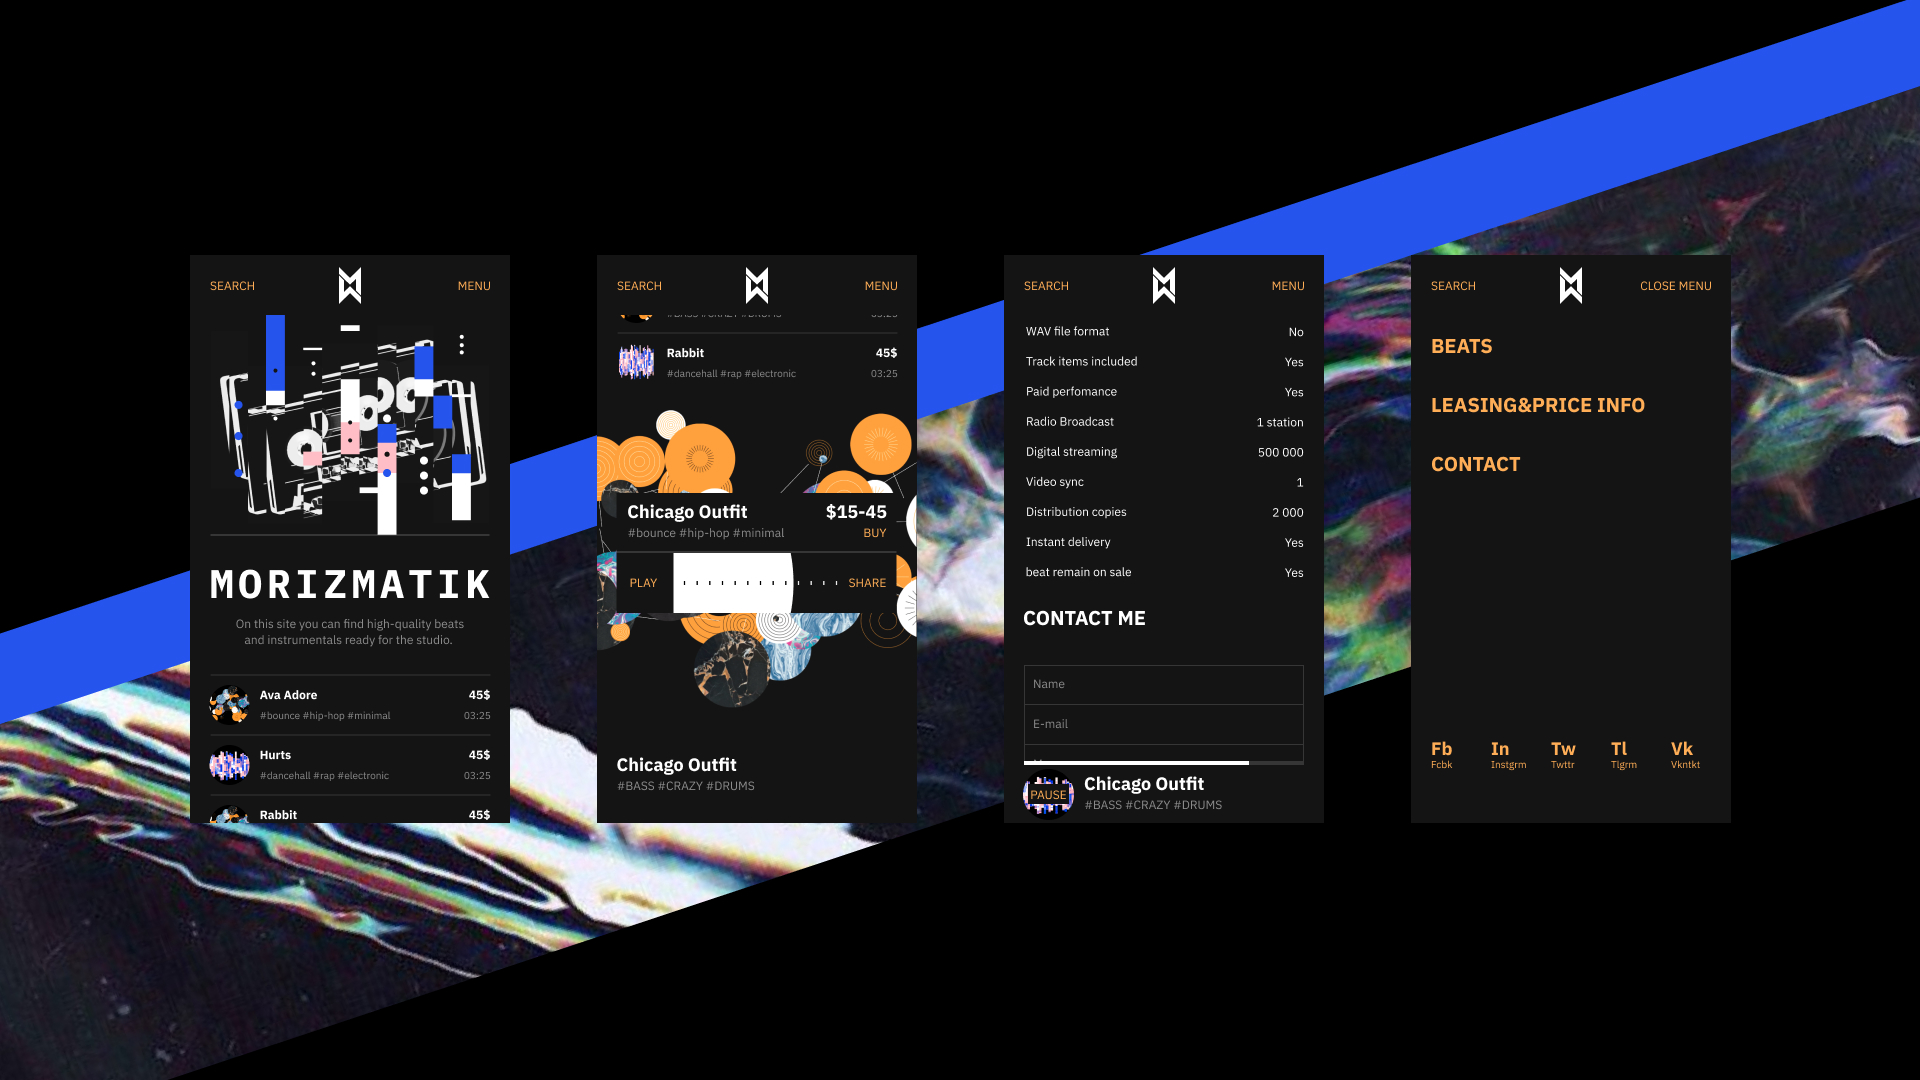 SEARCH MENU
MORIZMATIK
On this site you can find high-quality beats
and instrumentals ready for the studio.
Ava Adore 45$
#bounce #hip-hop #minimal 03:25
Hurts 45$
#dancehall #rap #electronic 03:25
Rabbit 45$
SEARCH MENU
#BASS #CRAZY #DRUMS 03:25
Rabbit 45$
#dancehall #rap #electronic 03:25
Chicago Outfit $15-45
#bounce #hip-hop #minimal BUY
PLAY SHARE
Chicago Outfit
#BASS #CRAZY #DRUMS
SEARCH MENU
WAV file format No
Track items included Yes
Paid perfomance Yes
Radio Broadcast 1 station
Digital streaming 500 000
Video sync 1
Distribution copies 2 000
Instant delivery Yes
beat remain on sale Yes
CONTACT ME
Name
E-mail
Chicago Outfit
PAUSE
#BASS #CRAZY #DRUMS
SEARCH CLOSE MENU
BEATS
LEASING&PRICE INFO
CONTACT
Fb In Tw Tl Vk
Fcbk Instgrm Twttr Tlgrm Vkntkt